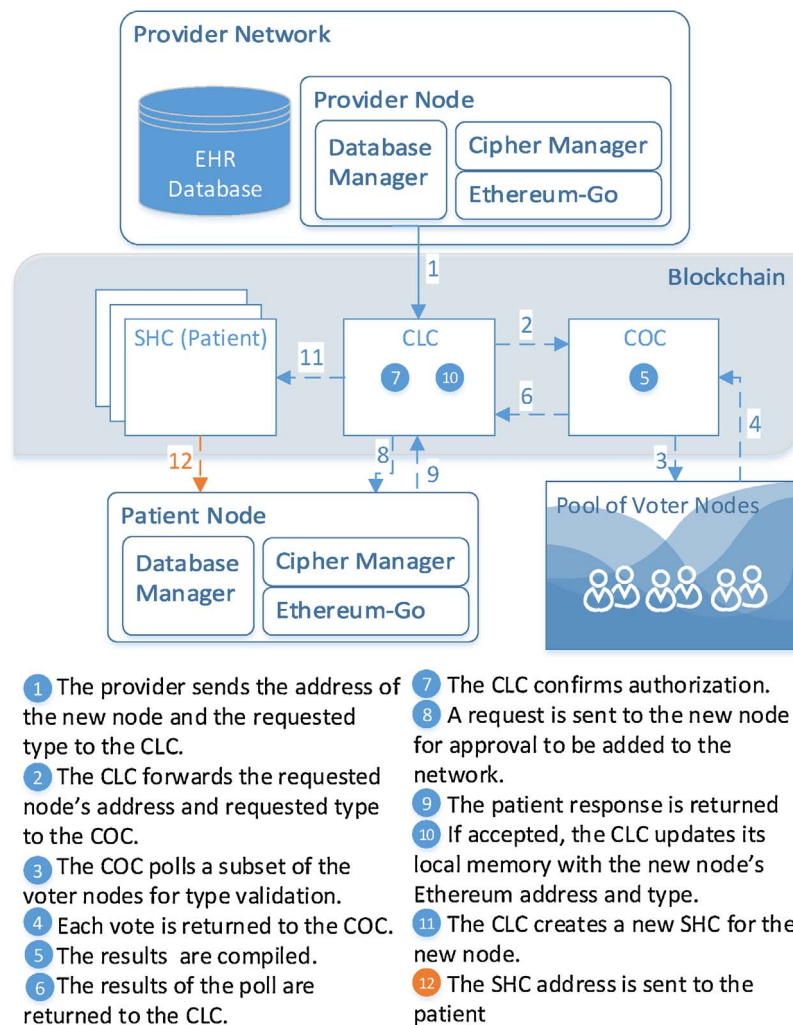 Provider Network
EHR
Database
Provider Node
Database
Manager
Cipher Manager
Ethereum-Go
1
Blockchain
SHC (Patient)
11
CLC
7
10
2
6
COC
5
4
12
8
9
3
Patient Node
Database
Manager
Cipher Manager
Ethereum-Go
Pool of Voter Nodes
1 The provider sends the address of
the new node and the requested
type to the CLC.
2 The CLC forwards the requested
node's address and requested type
to the COC.
3 The COC polls a subset of the
voter nodes for type validation.
4 Each vote is returned to the COC.
5 The results are compiled.
6 The results of the poll are
returned to the CLC.
7 The CLC confirms authorization.
8 A request is sent to the new node
for approval to be added to the
network.
9 The patient response is returned
10 If accepted, the CLC updates its
local memory with the new node's
Ethereum address and type.
11 The CLC creates a new SHC for the
new node.
12 The SHC address is sent to the
patient